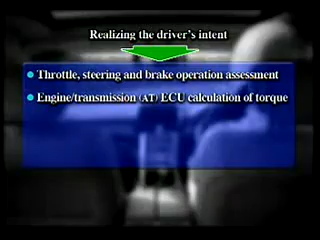 Realizing the driver's intent
Throttle, steering and brake operation assessment
Engine/transmission (AT) ECU calculation of torque